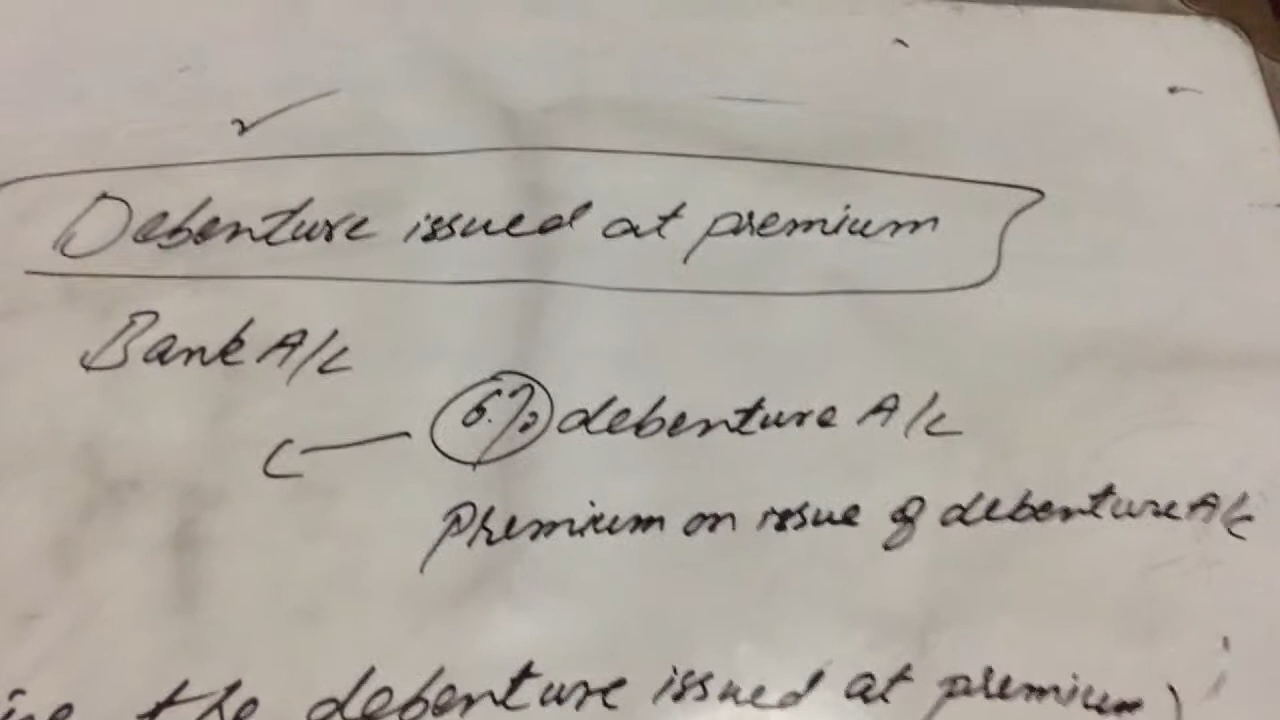 Debenture issued at premium
Bank A/c
6% debenture A/c
Premium on issue of debenture A/c
the debenture issued at premium)